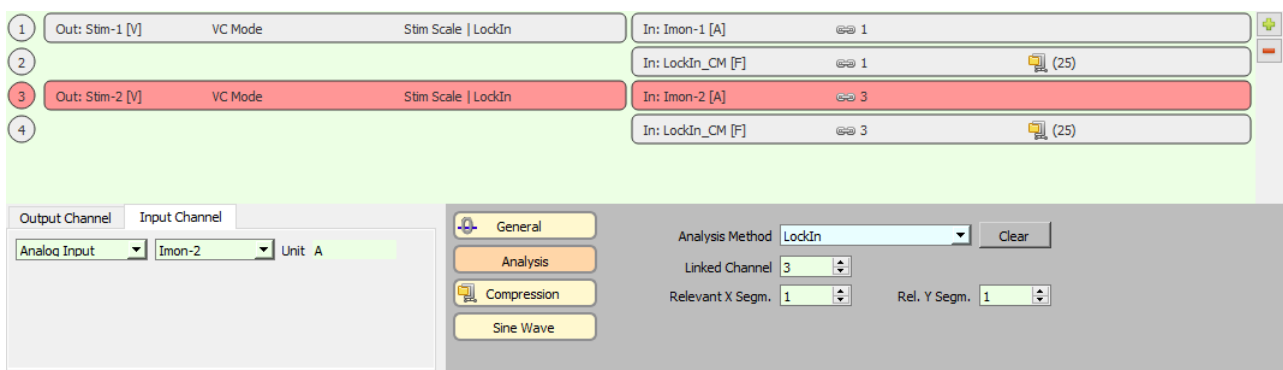 1 Out: Stim-1 [V] VC Mode Stim Scale | LockIn In: Imon-1 [A] 1
2 In: LockIn_CM [F] 1 (25)
3 Out: Stim-2 [V] VC Mode Stim Scale | LockIn In: Imon-2 [A] 3
4 In: LockIn_CM [F] 3 (25)
Output Channel Input Channel
Analog Input Imon-2 Unit A
General
Analysis
Compression
Sine Wave
Analysis Method LockIn Clear
Linked Channel 3
Relevant X Segm. 1 Rel. Y Segm. 1